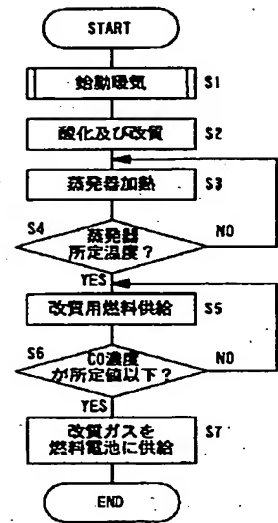 START
始動暖気 S1
酸化及び改質 S2
蒸発器加熱 S3
S4
蒸発器
所定温度？
NO
YES
改質用燃料供給 S5
S6
CO濃度
が所定値以下？
NO
YES
改質ガスを
燃料電池に供給
S7
END